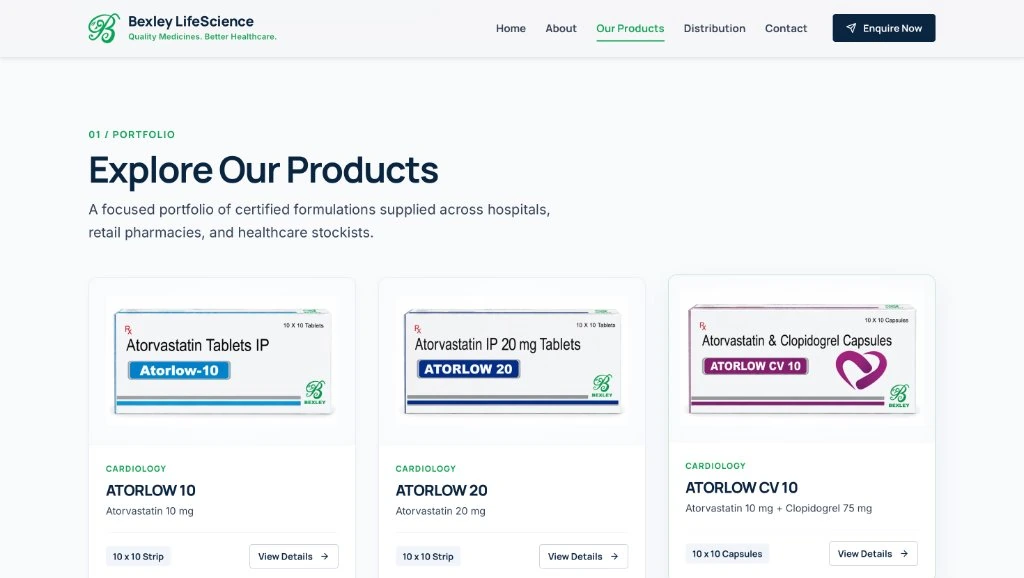 Bexley LifeScience
Quality Medicines. Better Healthcare.
Home
About
Our Products
Distribution
Contact
Enquire Now
01 / PORTFOLIO
Explore Our Products
A focused portfolio of certified formulations supplied across hospitals,
retail pharmacies, and healthcare stockists.
Rx
10 X 10 Tablets
Atorvastatin Tablets IP
Atorlow-10
BEXLEY
CARDIOLOGY
ATORLOW 10
Atorvastatin 10 mg
10 x 10 Strip
View Details
Rx
10 X 10 Tablets
Atorvastatin IP 20 mg Tablets
ATORLOW 20
BEXLEY
CARDIOLOGY
ATORLOW 20
Atorvastatin 20 mg
10 x 10 Strip
View Details
Rx
10 X 10 Capsules
Atorvastatin & Clopidogrel Capsules
ATORLOW CV 10
BEXLEY
CARDIOLOGY
ATORLOW CV 10
Atorvastatin 10 mg + Clopidogrel 75 mg
10 x 10 Capsules
View Details